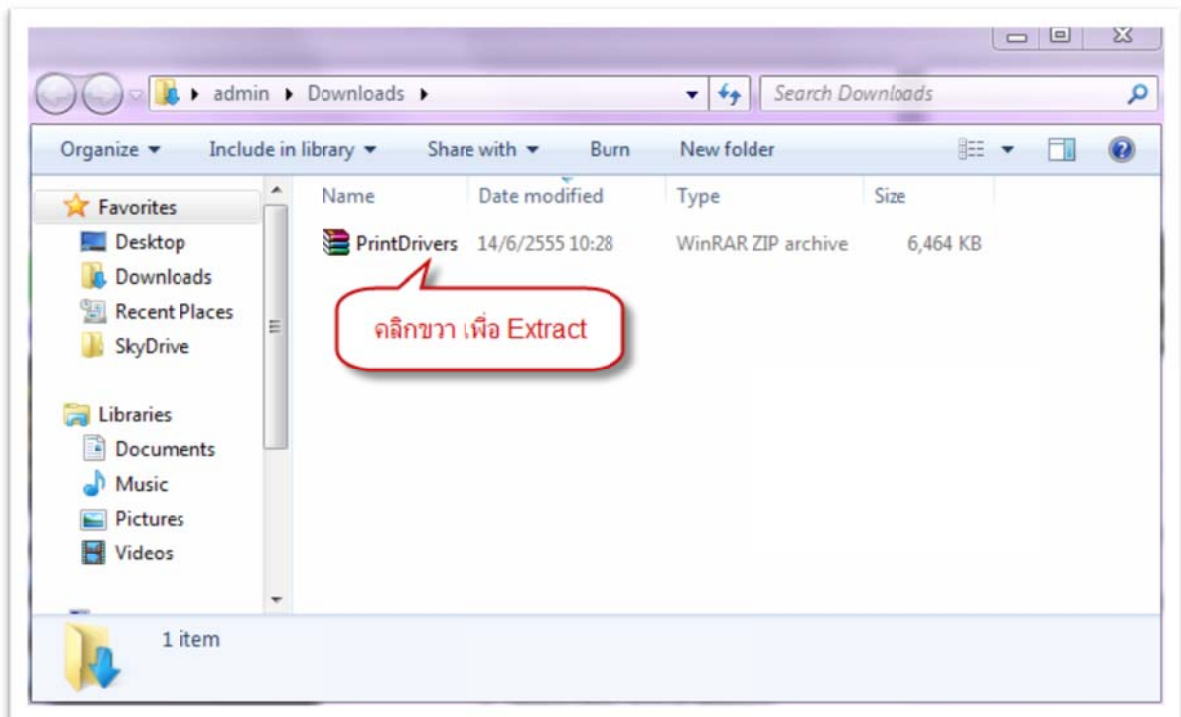 admin Downloads Search Downloads
Organize Include in library Share with Burn New folder
Name Date modified Type Size
PrintDrivers 14/6/2555 10:28 WinRAR ZIP archive 6,464 KB
คลิกขวา เพื่อ Extract
Favorites
Desktop
Downloads
Recent Places
SkyDrive
Libraries
Documents
Music
Pictures
Videos
1 item